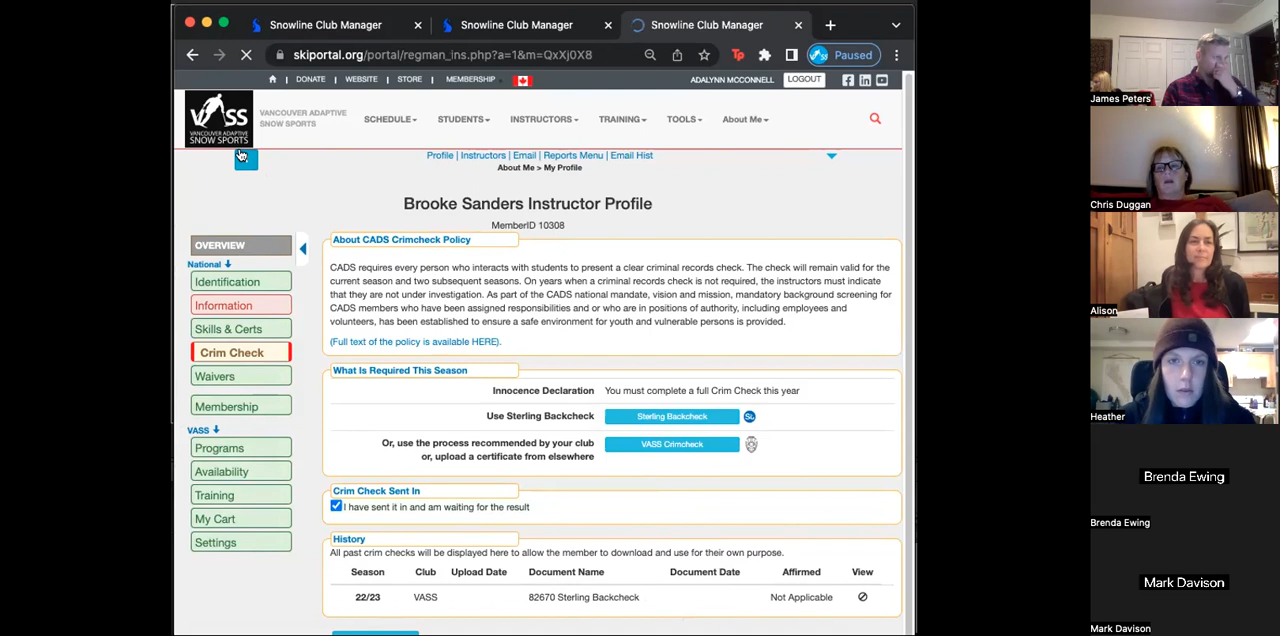 Snowline Club Manager
Snowline Club Manager
Snowline Club Manager
skiportal.org/portal/regman_ins.php?a=1&m=QxXj0X8
Paused
DONATE | WEBSITE | STORE | MEMBERSHIP
ADALYNN MCCONNELL
LOGOUT
VASS
VANCOUVER ADAPTIVE
SNOW SPORTS
VANCOUVER ADAPTIVE
SNOW SPORTS
SCHEDULE
STUDENTS
INSTRUCTORS
TRAINING
TOOLS
About Me
Profile | Instructors | Email | Reports Menu | Email Hist
About Me > My Profile
Brooke Sanders Instructor Profile
MemberID 10308
OVERVIEW
National
Identification
Information
Skills & Certs
Crim Check
Waivers
Membership
VASS
Programs
Availability
Training
My Cart
Settings
About CADS Crimcheck Policy
CADS requires every person who interacts with students to present a clear criminal records check. The check will remain valid for the
current season and two subsequent seasons. On years when a criminal records check is not required, the instructors must indicate
that they are not under investigation. As part of the CADS national mandate, vision and mission, mandatory background screening for
CADS members who have been assigned responsibilities and or who are in positions of authority, including employees and
volunteers, has been established to ensure a safe environment for youth and vulnerable persons is provided.
(Full text of the policy is available HERE).
What Is Required This Season
Innocence Declaration You must complete a full Crim Check this year
Use Sterling Backcheck Sterling Backcheck
Or, use the process recommended by your club VASS Crimcheck
or, upload a certificate from elsewhere
Crim Check Sent In
I have sent it in and am waiting for the result
History
All past crim checks will be displayed here to allow the member to download and use for their own purpose.
Season Club Upload Date Document Name Document Date Affirmed View
22/23 VASS 82670 Sterling Backcheck Not Applicable
James Peters
Chris Duggan
Alison
Heather
Brenda Ewing
Brenda Ewing
Mark Davison
Mark Davison